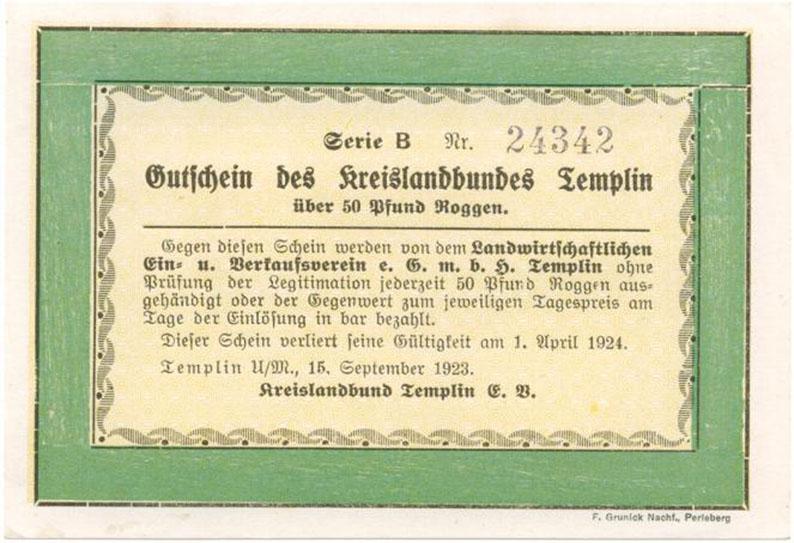 Serie B Nr. 24342
Gutschein des Kreislandbundes Templin
über 50 Pfund Roggen.
Gegen diesen Schein werden von dem Landwirtschaftlichen
Ein- u. Verkaufsverein e. G. m. b. H. Templin ohne
Prüfung der Legitimation jederzeit 50 Pfund Roggen aus-
gehändigt oder der Gegenwert zum jeweiligen Tagespreis am
Tage der Einlösung in bar bezahlt.
Dieser Schein verliert seine Gültigkeit am 1. April 1924.
Templin U/M., 15. September 1923.
Kreislandbund Templin E. V.
F. Grunick Nachf., Perleberg